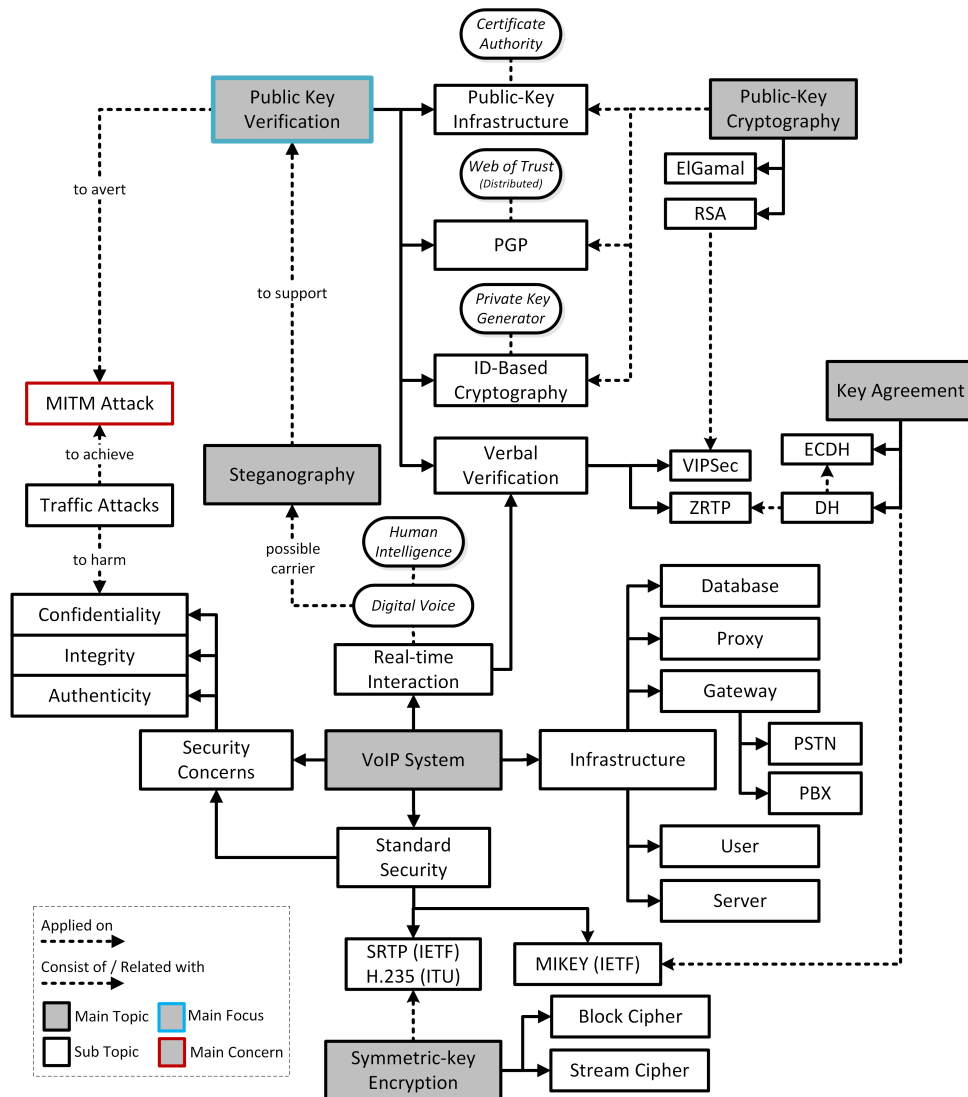 Certificate
Authority
Public Key
Verification
Public-Key
Infrastructure
Public-Key
Cryptography
Web of Trust
(Distributed)
ElGamal
to avert
RSA
PGP
to support
Private Key
Generator
ID-Based
Cryptography
MITM Attack
Key Agreement
to achieve
Steganography
Verbal
Verification
VIPSec
ECDH
Traffic Attacks
ZRTP
DH
to harm
possible
carrier
Human
Intelligence
Digital Voice
Database
Confidentiality
Integrity
Authenticity
Real-time
Interaction
Proxy
Gateway
Security
Concerns
VoIP System
Infrastructure
PSTN
PBX
Standard
Security
User
Server
Applied on
Consist of / Related with
Main Topic
Main Focus
Sub Topic
Main Concern
SRTP (IETF)
H.235 (ITU)
MIKEY (IETF)
Block Cipher
Symmetric-key
Encryption
Stream Cipher